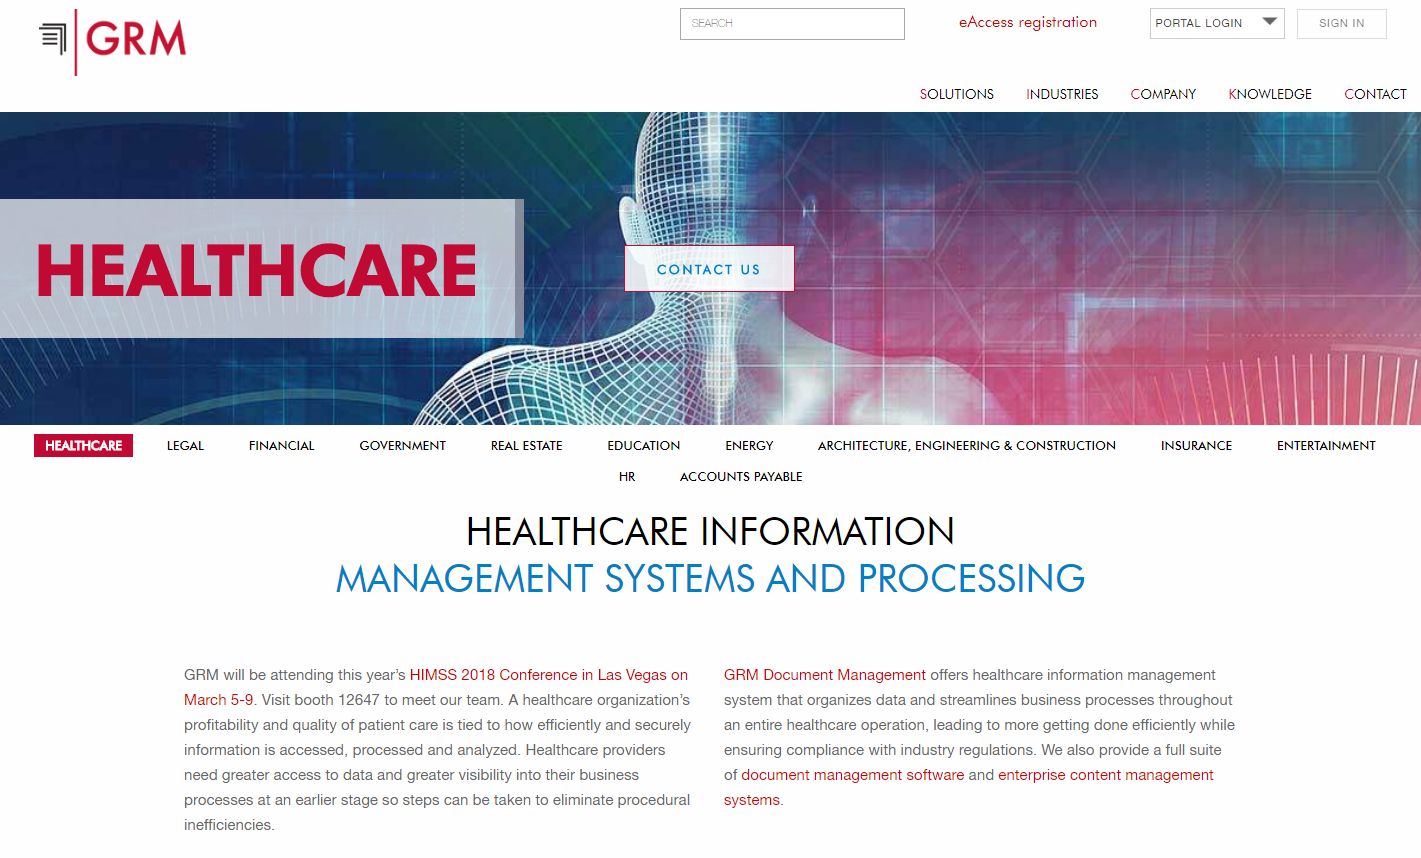 GRM
SEARCH
eAccess registration
PORTAL LOGIN
SIGN IN
SOLUTIONS INDUSTRIES COMPANY KNOWLEDGE CONTACT
HEALTHCARE
CONTACT US
HEALTHCARE LEGAL FINANCIAL GOVERNMENT REAL ESTATE EDUCATION ENERGY ARCHITECTURE, ENGINEERING & CONSTRUCTION INSURANCE ENTERTAINMENT
HR ACCOUNTS PAYABLE
HEALTHCARE INFORMATION
MANAGEMENT SYSTEMS AND PROCESSING
GRM will be attending this year’s HIMSS 2018 Conference in Las Vegas on
March 5-9. Visit booth 12647 to meet our team. A healthcare organization’s
profitability and quality of patient care is tied to how efficiently and securely
information is accessed, processed and analyzed. Healthcare providers
need greater access to data and greater visibility into their business
processes at an earlier stage so steps can be taken to eliminate procedural
inefficiencies.
GRM Document Management offers healthcare information management
system that organizes data and streamlines business processes throughout
an entire healthcare operation, leading to more getting done efficiently while
ensuring compliance with industry regulations. We also provide a full suite
of document management software and enterprise content management
systems.